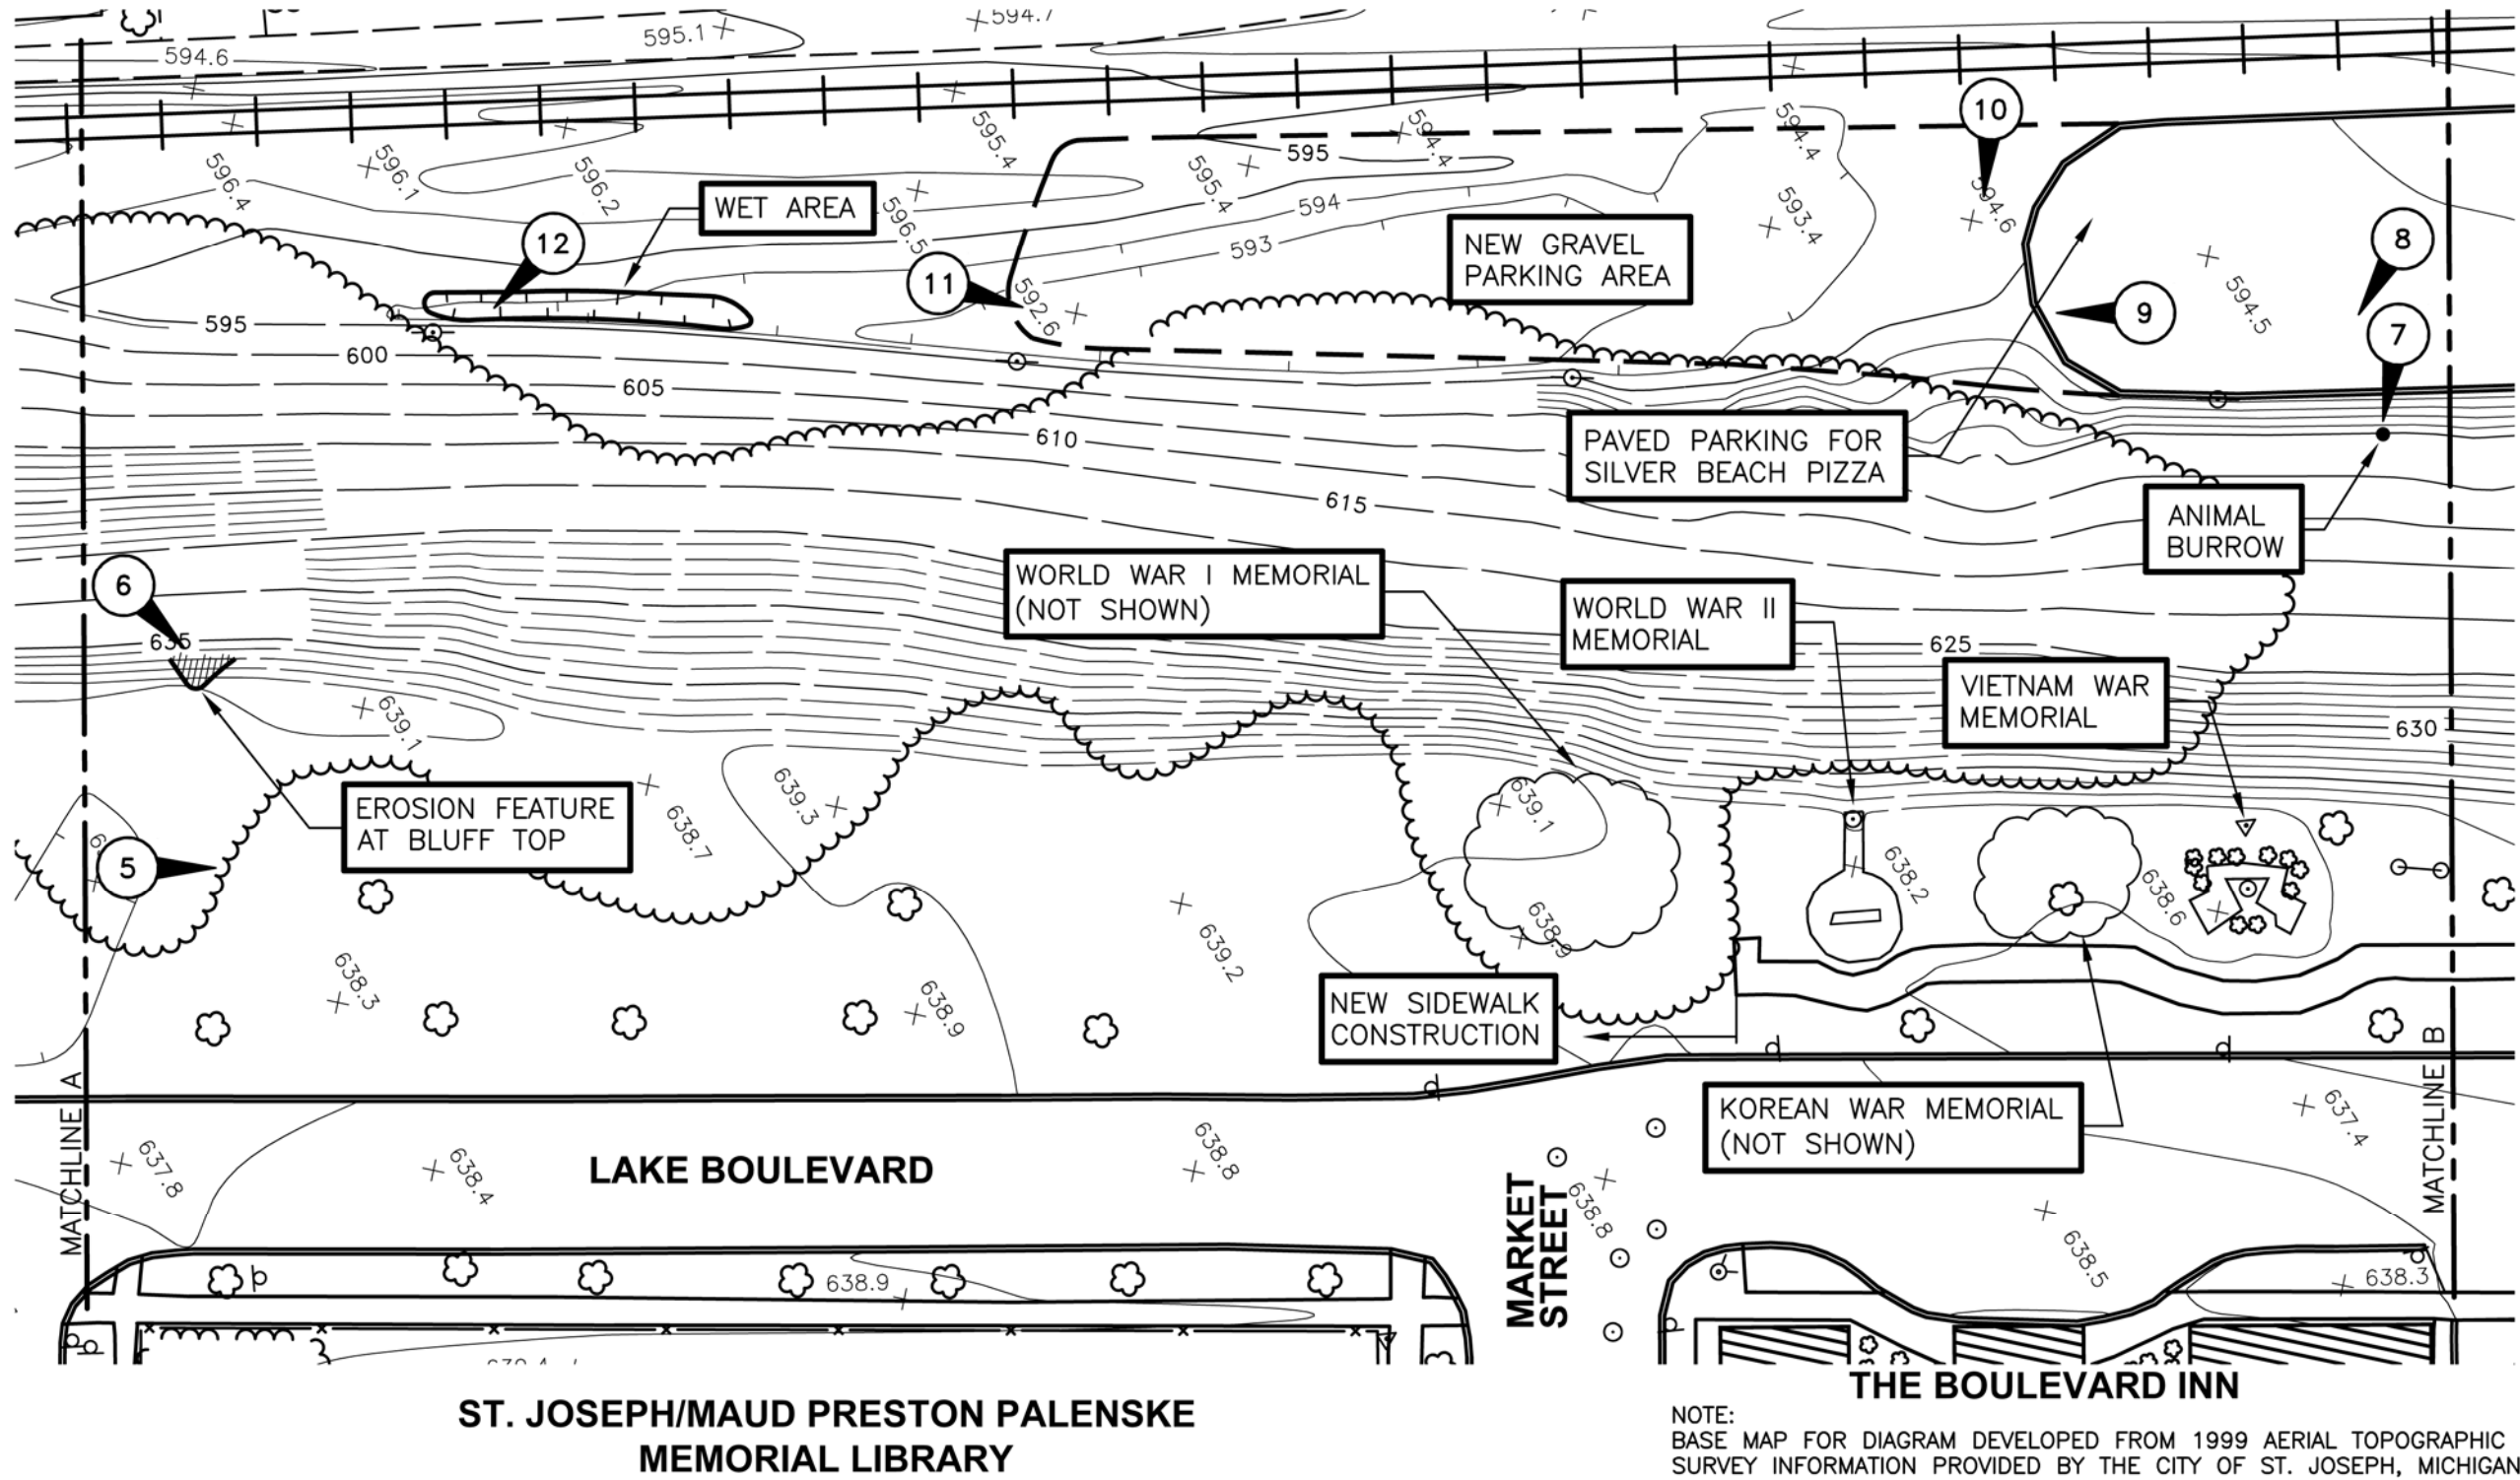 594.7
595.1
594.6
10
594.4
594.4
595.4
595
596.4
596.1
596.2
WET AREA
595.4
594
593.4
594.6
596.5
593
12
NEW GRAVEL
PARKING AREA
8
11
592.6
9
594.5
595
7
600
605
610
PAVED PARKING FOR
SILVER BEACH PIZZA
615
ANIMAL
BURROW
6
WORLD WAR I MEMORIAL
(NOT SHOWN)
WORLD WAR II
MEMORIAL
635
625
VIETNAM WAR
MEMORIAL
639.1
630
EROSION FEATURE
AT BLUFF TOP
639.3
638.7
639.1
5
638.2
638.6
639.2
638.9
638.3
638.9
NEW SIDEWALK
CONSTRUCTION
MATCHLINE A
MATCHLINE B
KOREAN WAR MEMORIAL
(NOT SHOWN)
637.4
637.8
638.4
LAKE BOULEVARD
638.8
MARKET
STREET
638.8
638.5
638.9
638.3
THE BOULEVARD INN
ST. JOSEPH/MAUD PRESTON PALENSKE
MEMORIAL LIBRARY
NOTE:
BASE MAP FOR DIAGRAM DEVELOPED FROM 1999 AERIAL TOPOGRAPHIC
SURVEY INFORMATION PROVIDED BY THE CITY OF ST. JOSEPH, MICHIGAN